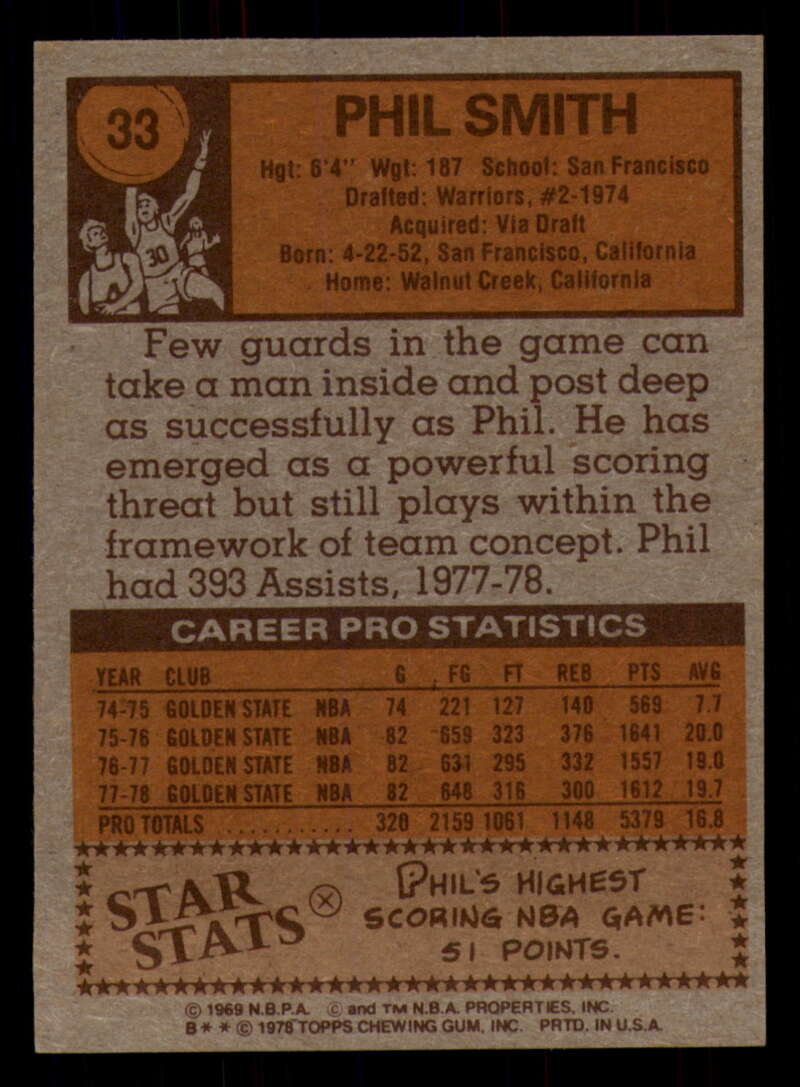 33
PHIL SMITH
Hgt: 6'4" Wgt: 187 School: San Francisco
Drafted: Warriors, #2-1974
Acquired: Via Draft
Born: 4-22-52, San Francisco, California
Home: Walnut Creek, California
30
Few guards in the game can
take a man inside and post deep
as successfully as Phil. He has
emerged as a powerful scoring
threat but still plays within the
framework of team concept. Phil
had 393 Assists, 1977-78.
CAREER PRO STATISTICS
YEAR CLUB G FG FT REB PTS AVG
74-75 GOLDEN STATE NBA 74 221 127 140 569 7.7
75-76 GOLDEN STATE NBA 82 659 323 376 1641 20.0
76-77 GOLDEN STATE NBA 82 631 295 332 1557 19.0
77-78 GOLDEN STATE NBA 82 648 316 300 1612 19.7
PRO TOTALS ........... 320 2159 1061 1148 5379 16.8
STAR STATS
PHIL'S HIGHEST
SCORING NBA GAME:
51 POINTS.
© 1969 N.B.P.A. © and TM N.B.A. PROPERTIES, INC.
B* * © 1978 TOPPS CHEWING GUM, INC. PRTD. IN U.S.A.